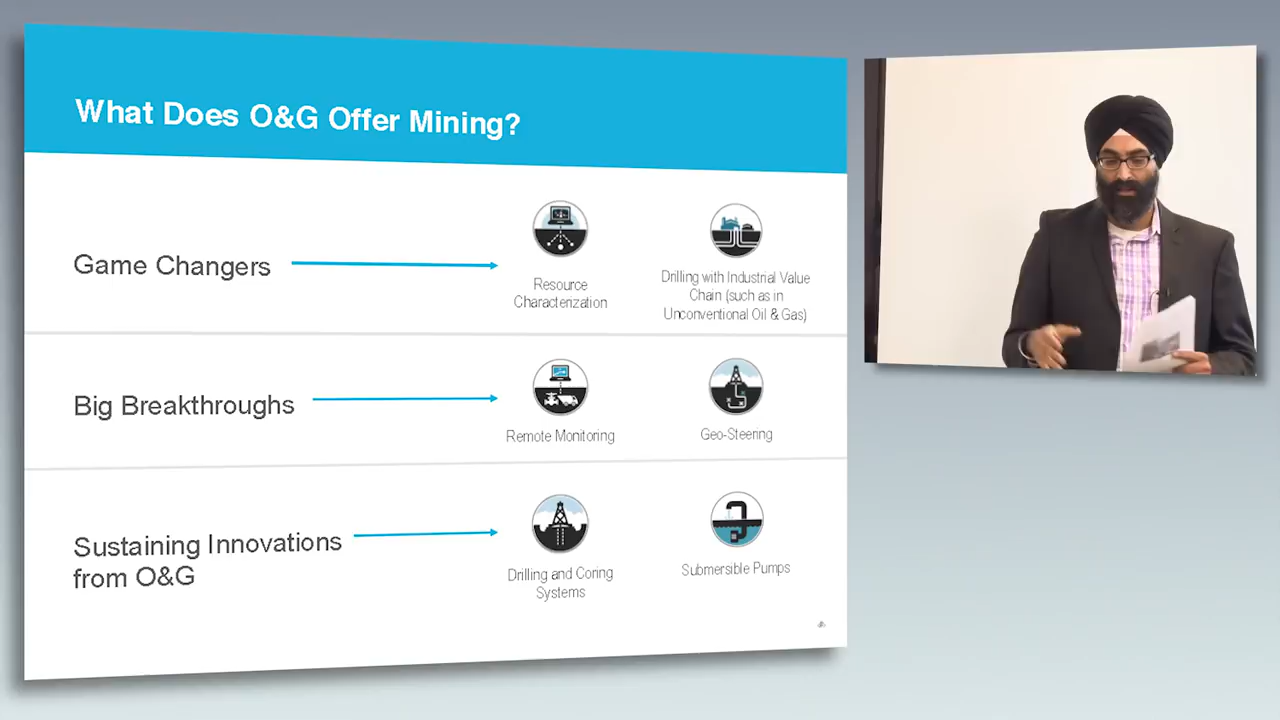 What Does O&G Offer Mining?
Game Changers
Resource
Characterization
Drilling with Industrial Value
Chain (such as in
Unconventional Oil & Gas)
Big Breakthroughs
Remote Monitoring
Geo-Steering
Sustaining Innovations
from O&G
Drilling and Coring
Systems
Submersible Pumps